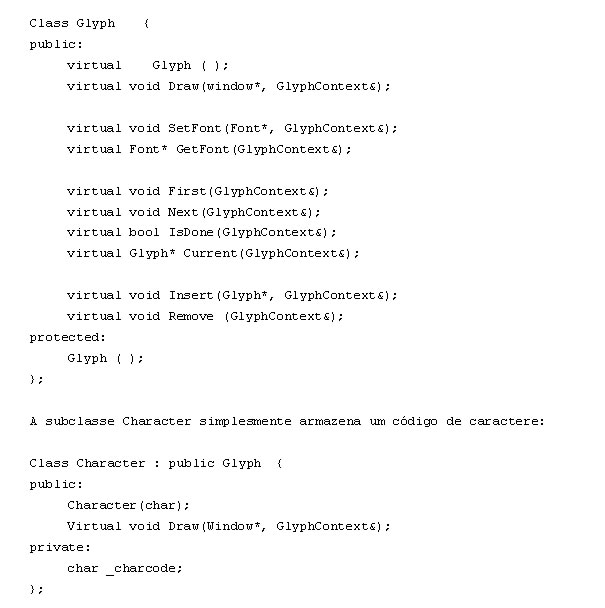 Class Glyph {
public:
virtual Glyph ( );
virtual void Draw(window*, GlyphContext&);
virtual void SetFont(Font*, GlyphContext&);
virtual Font* GetFont(GlyphContext&);
virtual void First(GlyphContext&);
virtual void Next(GlyphContext&);
virtual bool IsDone(GlyphContext&);
virtual Glyph* Current(GlyphContext&);
virtual void Insert(Glyph*, GlyphContext&);
virtual void Remove (GlyphContext&);
protected:
Glyph ( );
};
A subclasse Character simplesmente armazena um código de caractere:
Class Character : public Glyph {
public:
Character(char);
Virtual void Draw(Window*, GlyphContext&);
private:
char _charcode;
};